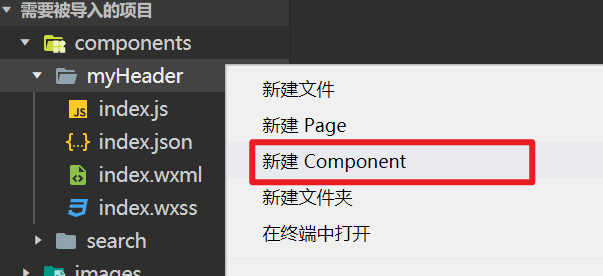 需要被导入的项目
components
myHeader
index.js
index.json
index.wxml
index.wxss
search
images
新建文件
新建 Page
新建 Component
新建文件夹
在终端中打开